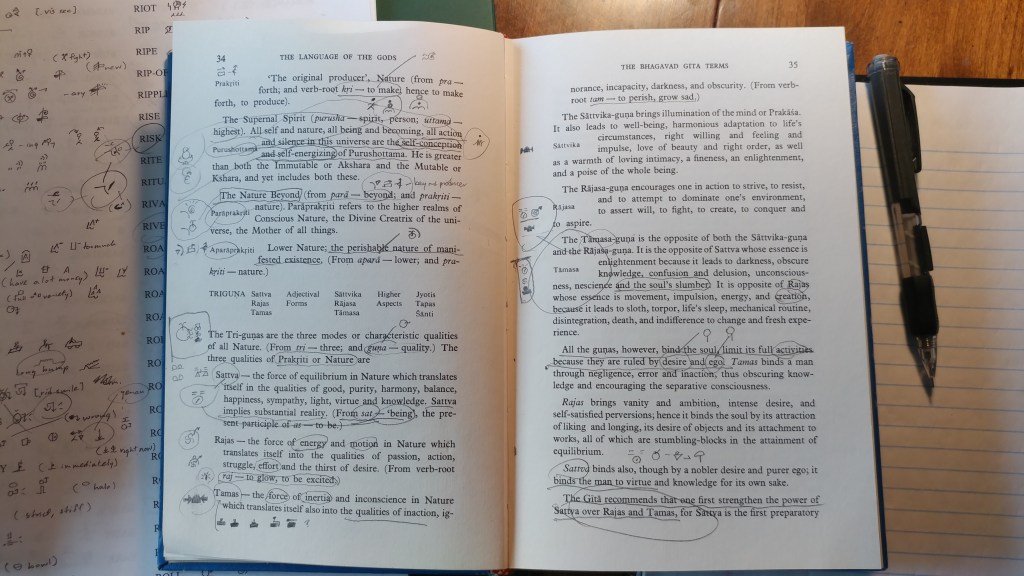 [vib raw]
RIOT
RIP
RIPE
RIP-OF
RIPPL
RISE
RISK
RITE
RITU
RIVA
RIV
ROA
ROA
ROA
ROA
(have a lot money)
(immediately)
34 THE LANGUAGE OF THE GODS
Prakṛiti 'The original producer', Nature (from pra —
forth; and verb-root kṛi — to make) hence to make
forth, to produce).
The Supernal Spirit (purusha — spirit, person; uttama —
highest). All self and nature, all being and becoming, all action
Purushottama and silence in this universe are the self-conception
and self-energizing of Purushottama. He is greater
than both the Immutable or Akshara and the Mutable or
Kshara, and yet includes both these.
The Nature Beyond (from parā — beyond; and prakṛiti —
Parāprakṛiti nature). Parāprakṛiti refers to the higher realms of
Conscious Nature, the Divine Creatrix of the uni-
verse, the Mother of all things.
Aparāprakṛiti Lower Nature; the perishable nature of mani-
fested existence. (From aparā — lower; and pra-
kṛiti — nature.)
TRIGUNA Sattva Adjectival Sāttvika Higher Jyotis
Rajas Forms Rājasa Aspects Tapas
Tamas Tāmasa Śānti
The Tri-guṇas are the three modes or characteristic qualities
of all Nature. (From tri — three; and guṇa — quality.) The
three qualities of Prakṛiti or Nature are
Sattva — the force of equilibrium in Nature which translates
itself in the qualities of good, purity, harmony, balance,
happiness, sympathy, light, virtue and knowledge. Sattva
implies substantial reality. (From sat — 'being', the pre-
sent participle of as — to be.)
Rajas — the force of energy and motion in Nature which
translates itself into the qualities of passion, action,
struggle, effort and the thirst of desire. (From verb-root
raj — to glow, to be excited)
Tamas — the force of inertia and inconscience in Nature
which translates itself also into the qualities of inaction, ig-
THE BHAGAVAD GITA TERMS 35
norance, incapacity, darkness, and obscurity. (From verb-
root tam — to perish, grow sad.)
The Sāttvika-guṇa brings illumination of the mind or Prakāśa.
It also leads to well-being, harmonious adaptation to life's
Sāttvika circumstances, right willing and feeling and
impulse, love of beauty and right order, as well
as a warmth of loving intimacy, a fineness, an enlightenment,
and a poise of the whole being.
The Rājasa-guṇa encourages one in action to strive, to resist,
Rājasa and to attempt to dominate one's environment,
to assert will, to fight, to create, to conquer and
to aspire.
The Tāmasa-guṇa is the opposite of both the Sāttvika-guṇa
and the Rājasa-guṇa. It is the opposite of Sattva whose essence is
Tāmasa enlightenment because it leads to darkness, obscure
knowledge, confusion and delusion, unconscious-
ness, nescience and the soul's slumber. It is opposite of Rajas
whose essence is movement, impulse, energy, and creation,
because it leads to sloth, torpor, life's sleep, mechanical routine,
disintegration, death, and indifference to change and fresh expe-
rience.
All the guṇas, however, bind the soul, limit its full activities
because they are ruled by desire and ego. Tamas binds a man
through negligence, error and inaction, thus obscuring know-
ledge and encouraging the separative consciousness.
Rajas brings vanity and ambition, intense desire, and
self-satisfied perversions; hence it binds the soul by its attraction
of liking and longing, its desire of objects and its attachment to
works, all of which are stumbling-blocks in the attainment of
equilibrium.
Sattva binds also, though by a nobler desire and purer ego; it
binds the man to virtue and knowledge for its own sake.
The Gitā recommends that one first strengthen the power of
Sattva over Rajas and Tamas, for Sattva is the first preparatory